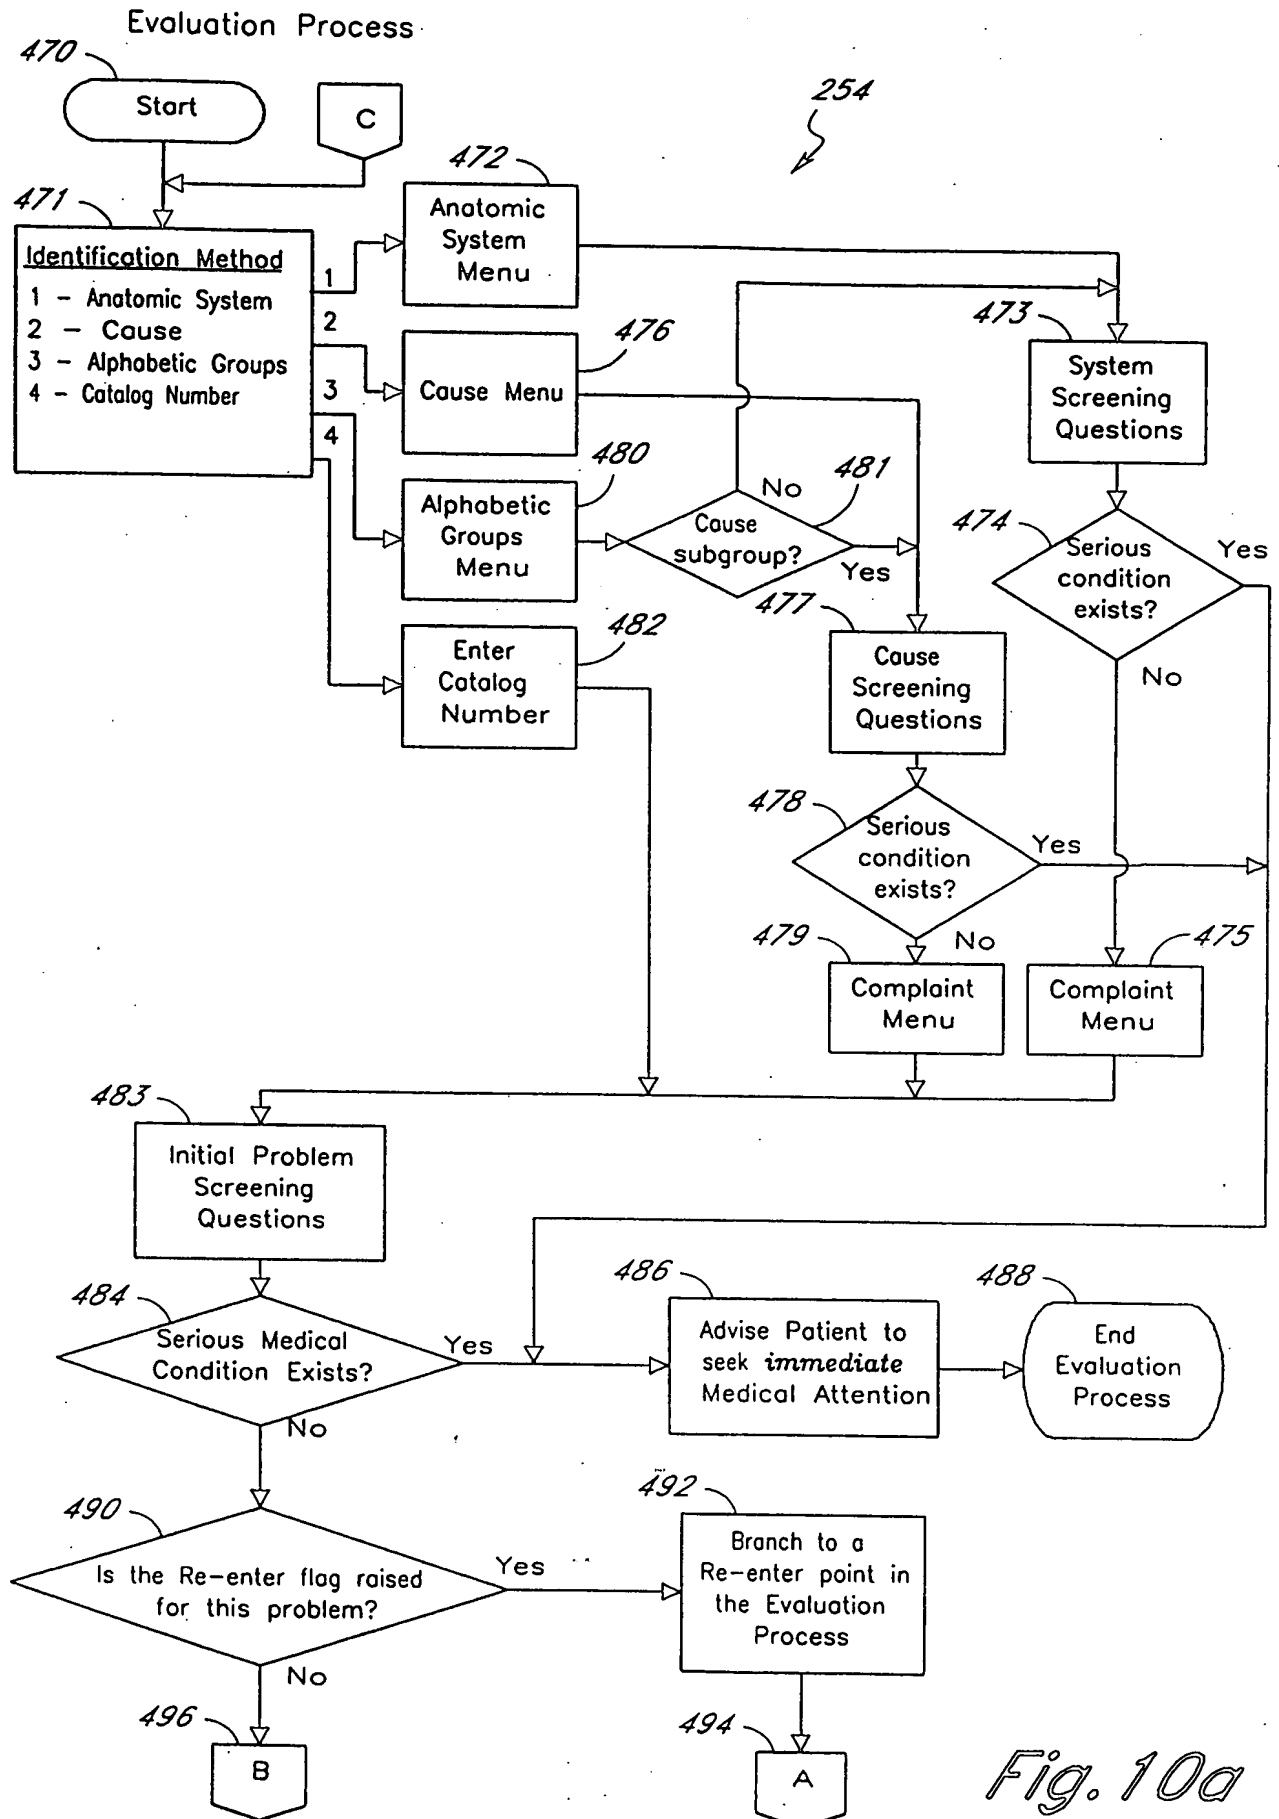 Evaluation Process
470
Start
C
254
471
Identification Method
1 – Anatomic System
2 – Cause
3 – Alphabetic Groups
4 – Catalog Number
1
2
3
4
472
Anatomic
System
Menu
476
Cause Menu
480
Alphabetic
Groups
Menu
481
Cause
subgroup?
No
Yes
482
Enter
Catalog
Number
473
System
Screening
Questions
474
Serious
condition
exists?
Yes
No
477
Cause
Screening
Questions
478
Serious
condition
exists?
Yes
No
479
Complaint
Menu
475
Complaint
Menu
483
Initial Problem
Screening
Questions
484
Serious Medical
Condition Exists?
Yes
No
486
Advise Patient to
seek immediate
Medical Attention
488
End
Evaluation
Process
490
Is the Re-enter flag raised
for this problem?
Yes
No
492
Branch to a
Re-enter point in
the Evaluation
Process
496
B
494
A
Fig. 10a